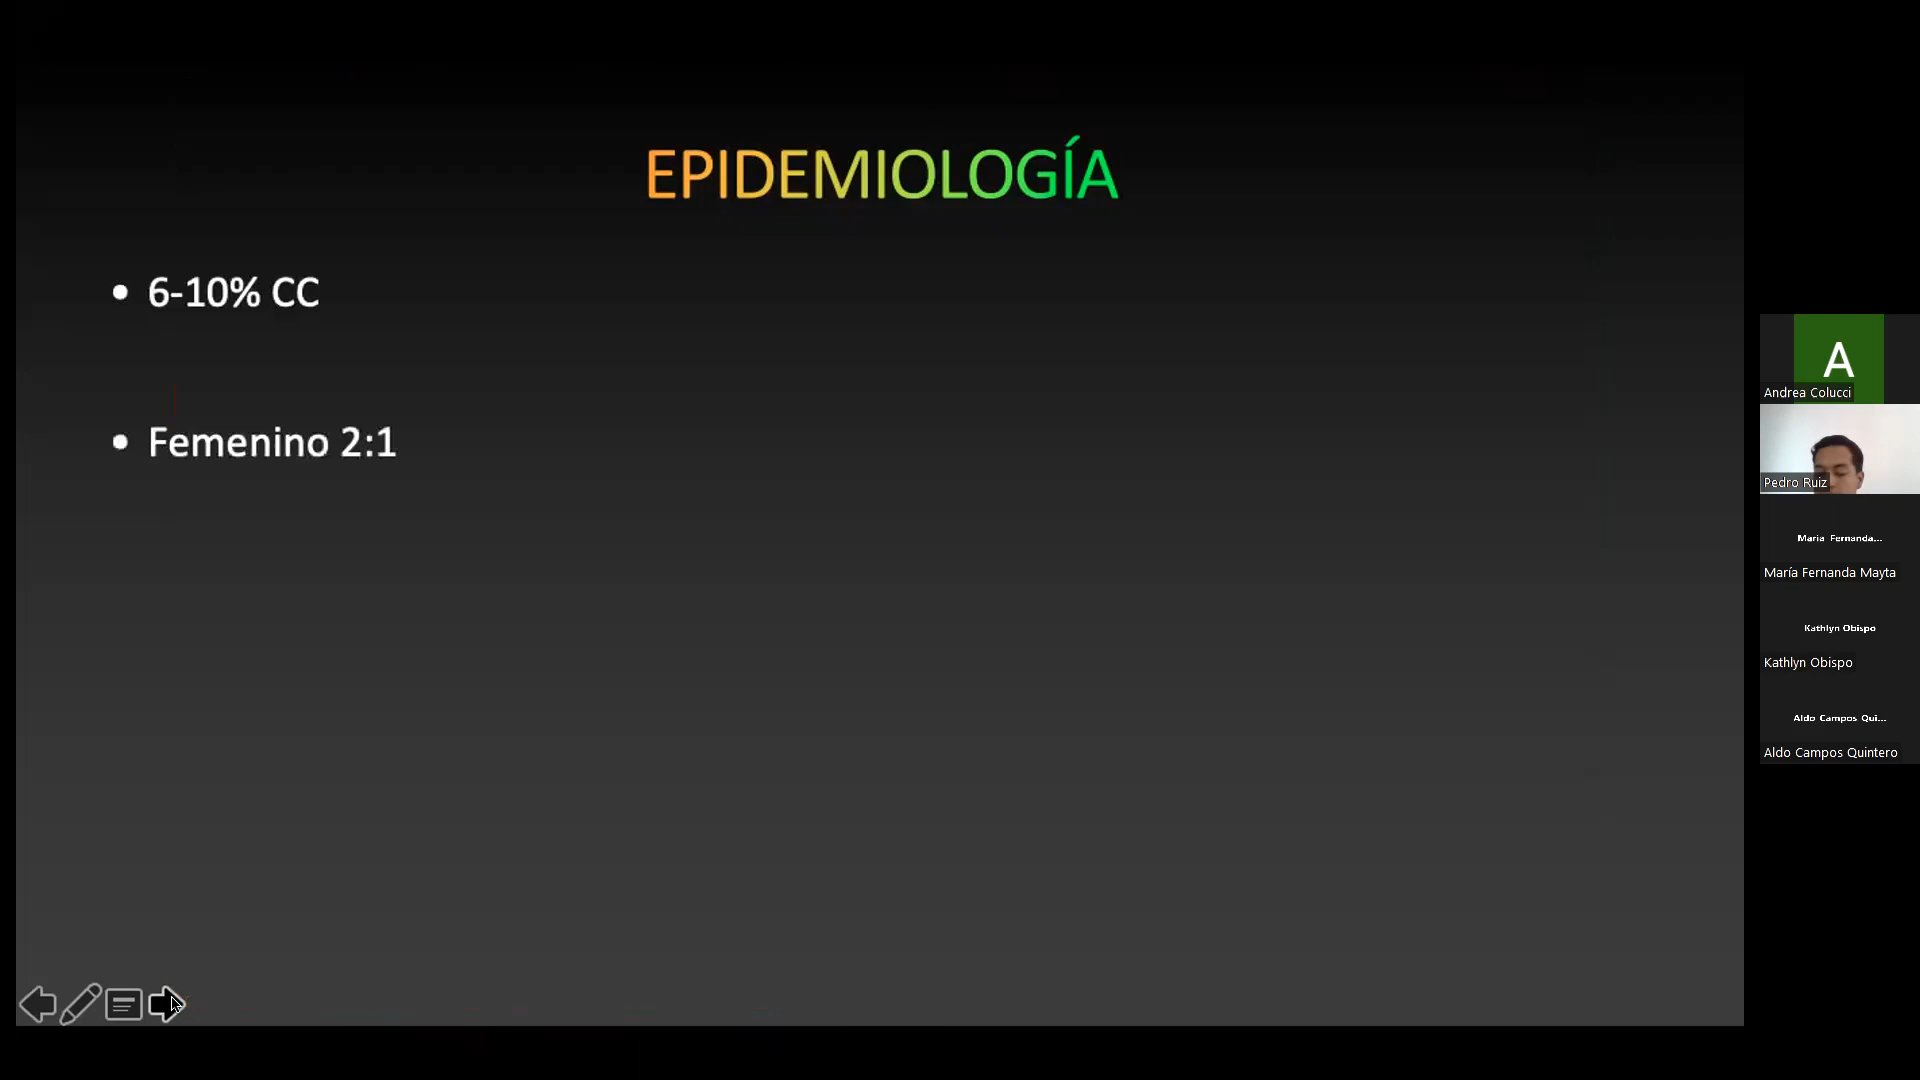 EPIDEMIOLOGÍA
• 6-10% CC
• Femenino 2:1
A
Andrea Colucci
Pedro Ruiz
Maria Fernanda...
María Fernanda Mayta
Kathlyn Obispo
Kathlyn Obispo
Aldo Campos Qui...
Aldo Campos Quintero